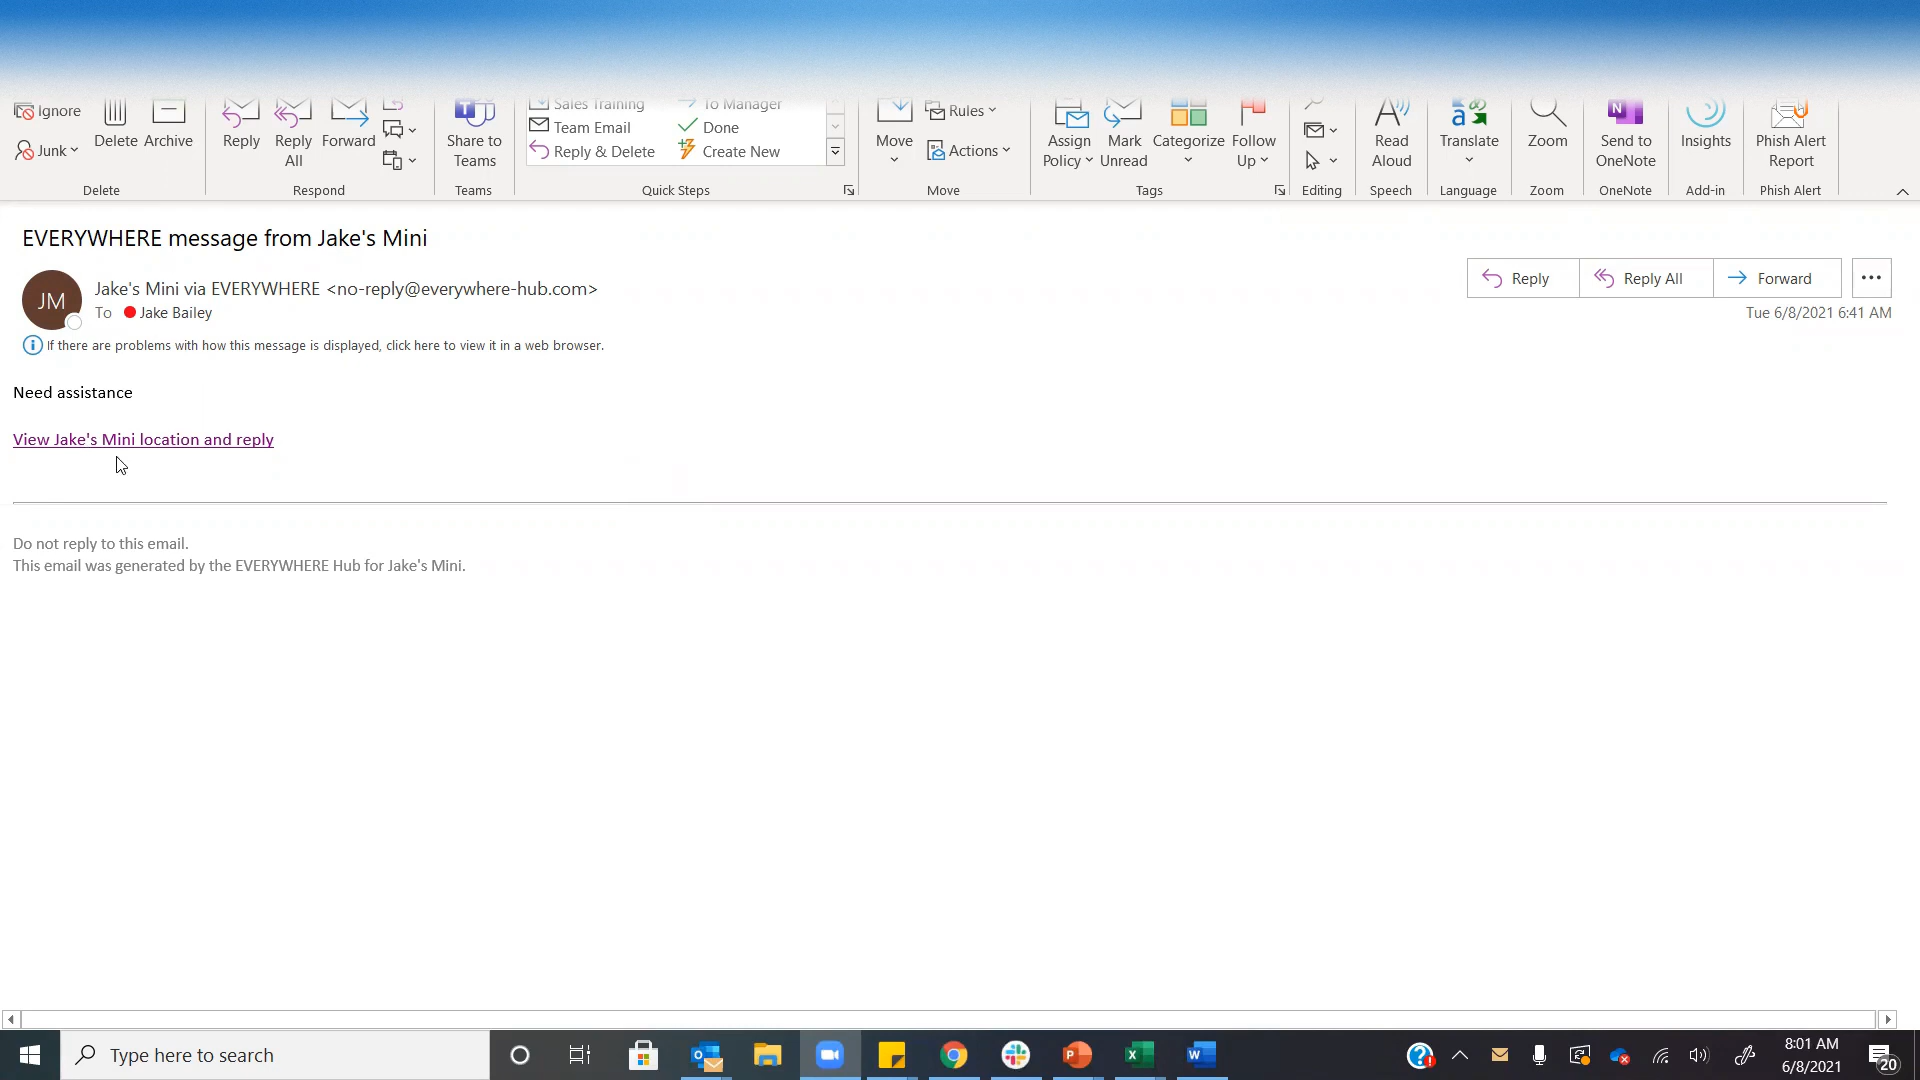 Ignore
Junk
Delete
Archive
Delete
Reply
Reply
All
Forward
Respond
Share to
Teams
Teams
Sales Training
Team Email
Reply & Delete
To Manager
Done
Create New
Quick Steps
Move
Rules
Actions
Move
Assign
Policy
Mark
Unread
Categorize
Follow
Up
Tags
Editing
Read
Aloud
Speech
Translate
Language
Zoom
Zoom
Send to
OneNote
OneNote
Insights
Add-in
Phish Alert
Report
Phish Alert
EVERYWHERE message from Jake's Mini
JM
Jake's Mini via EVERYWHERE <no-reply@everywhere-hub.com>
To Jake Bailey
Reply
Reply All
Forward
Tue 6/8/2021 6:41 AM
If there are problems with how this message is displayed, click here to view it in a web browser.
Need assistance
View Jake's Mini location and reply
Do not reply to this email.
This email was generated by the EVERYWHERE Hub for Jake's Mini.
Type here to search
8:01 AM
6/8/2021
20